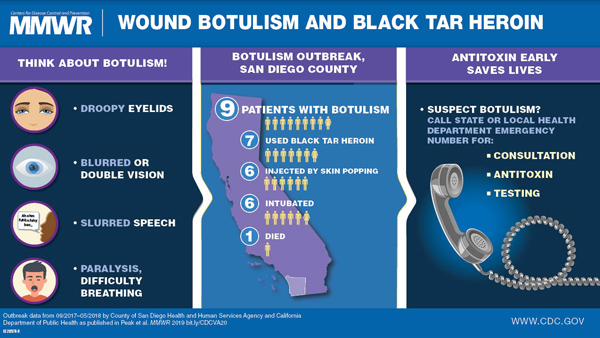 Centers for Disease Control and Prevention
MMWR
WOUND BOTULISM AND BLACK TAR HEROIN
THINK ABOUT BOTULISM!
• DROOPY EYELIDS
• BLURRED OR
DOUBLE VISION
• SLURRED SPEECH
• PARALYSIS,
DIFFICULTY
BREATHING
BOTULISM OUTBREAK,
SAN DIEGO COUNTY
9 PATIENTS WITH BOTULISM
7 USED BLACK TAR HEROIN
6 INJECTED BY SKIN POPPING
6 INTUBATED
1 DIED
ANTITOXIN EARLY
SAVES LIVES
• SUSPECT BOTULISM?
CALL STATE OR LOCAL HEALTH
DEPARTMENT EMERGENCY
NUMBER FOR:
▪ CONSULTATION
▪ ANTITOXIN
▪ TESTING
Outbreak data from 09/2017–05/2018 by County of San Diego Health and Human Services Agency and California
Department of Public Health as published in Peak et al. MMWR 2019 bit.ly/CDCVA20
WWW.CDC.GOV